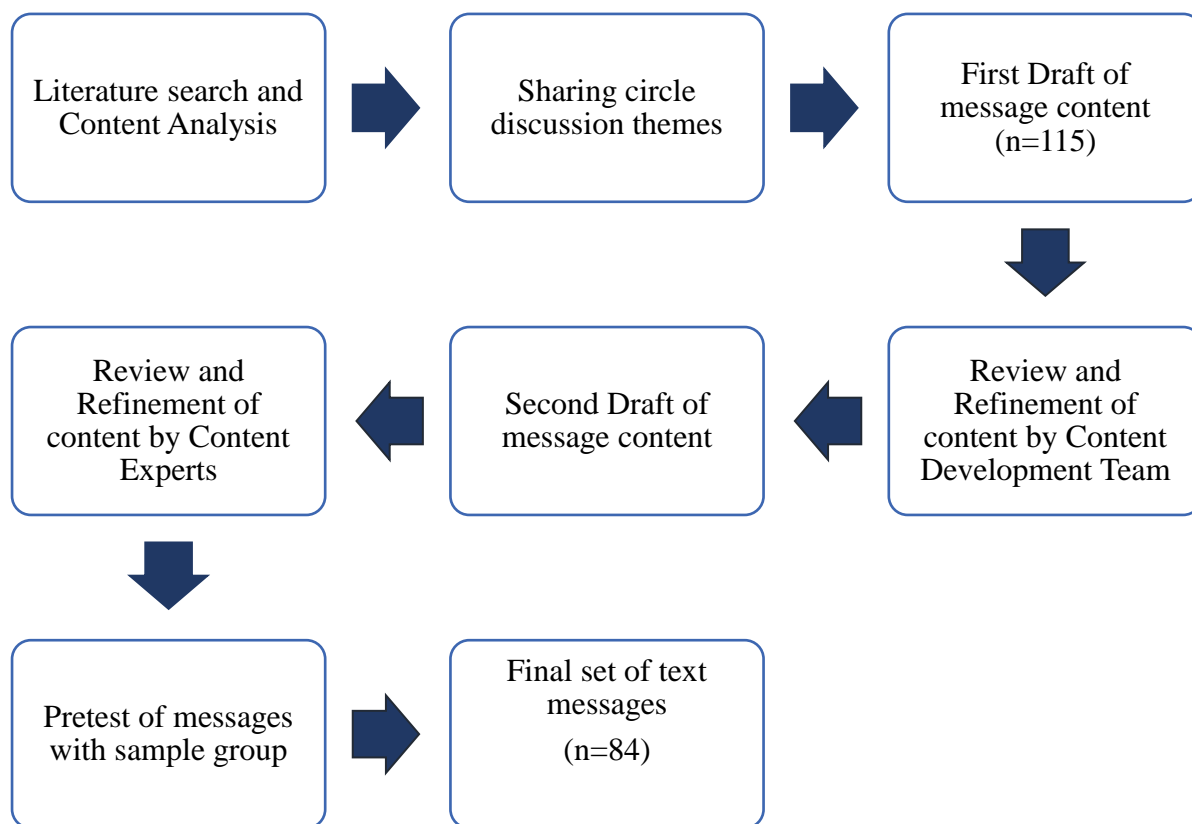 Literature search and
Content Analysis
Sharing circle
discussion themes
First Draft of
message content
(n=115)
Review and
Refinement of
content by Content
Development Team
Second Draft of
message content
Review and
Refinement of
content by Content
Experts
Pretest of messages
with sample group
Final set of text
messages
(n=84)